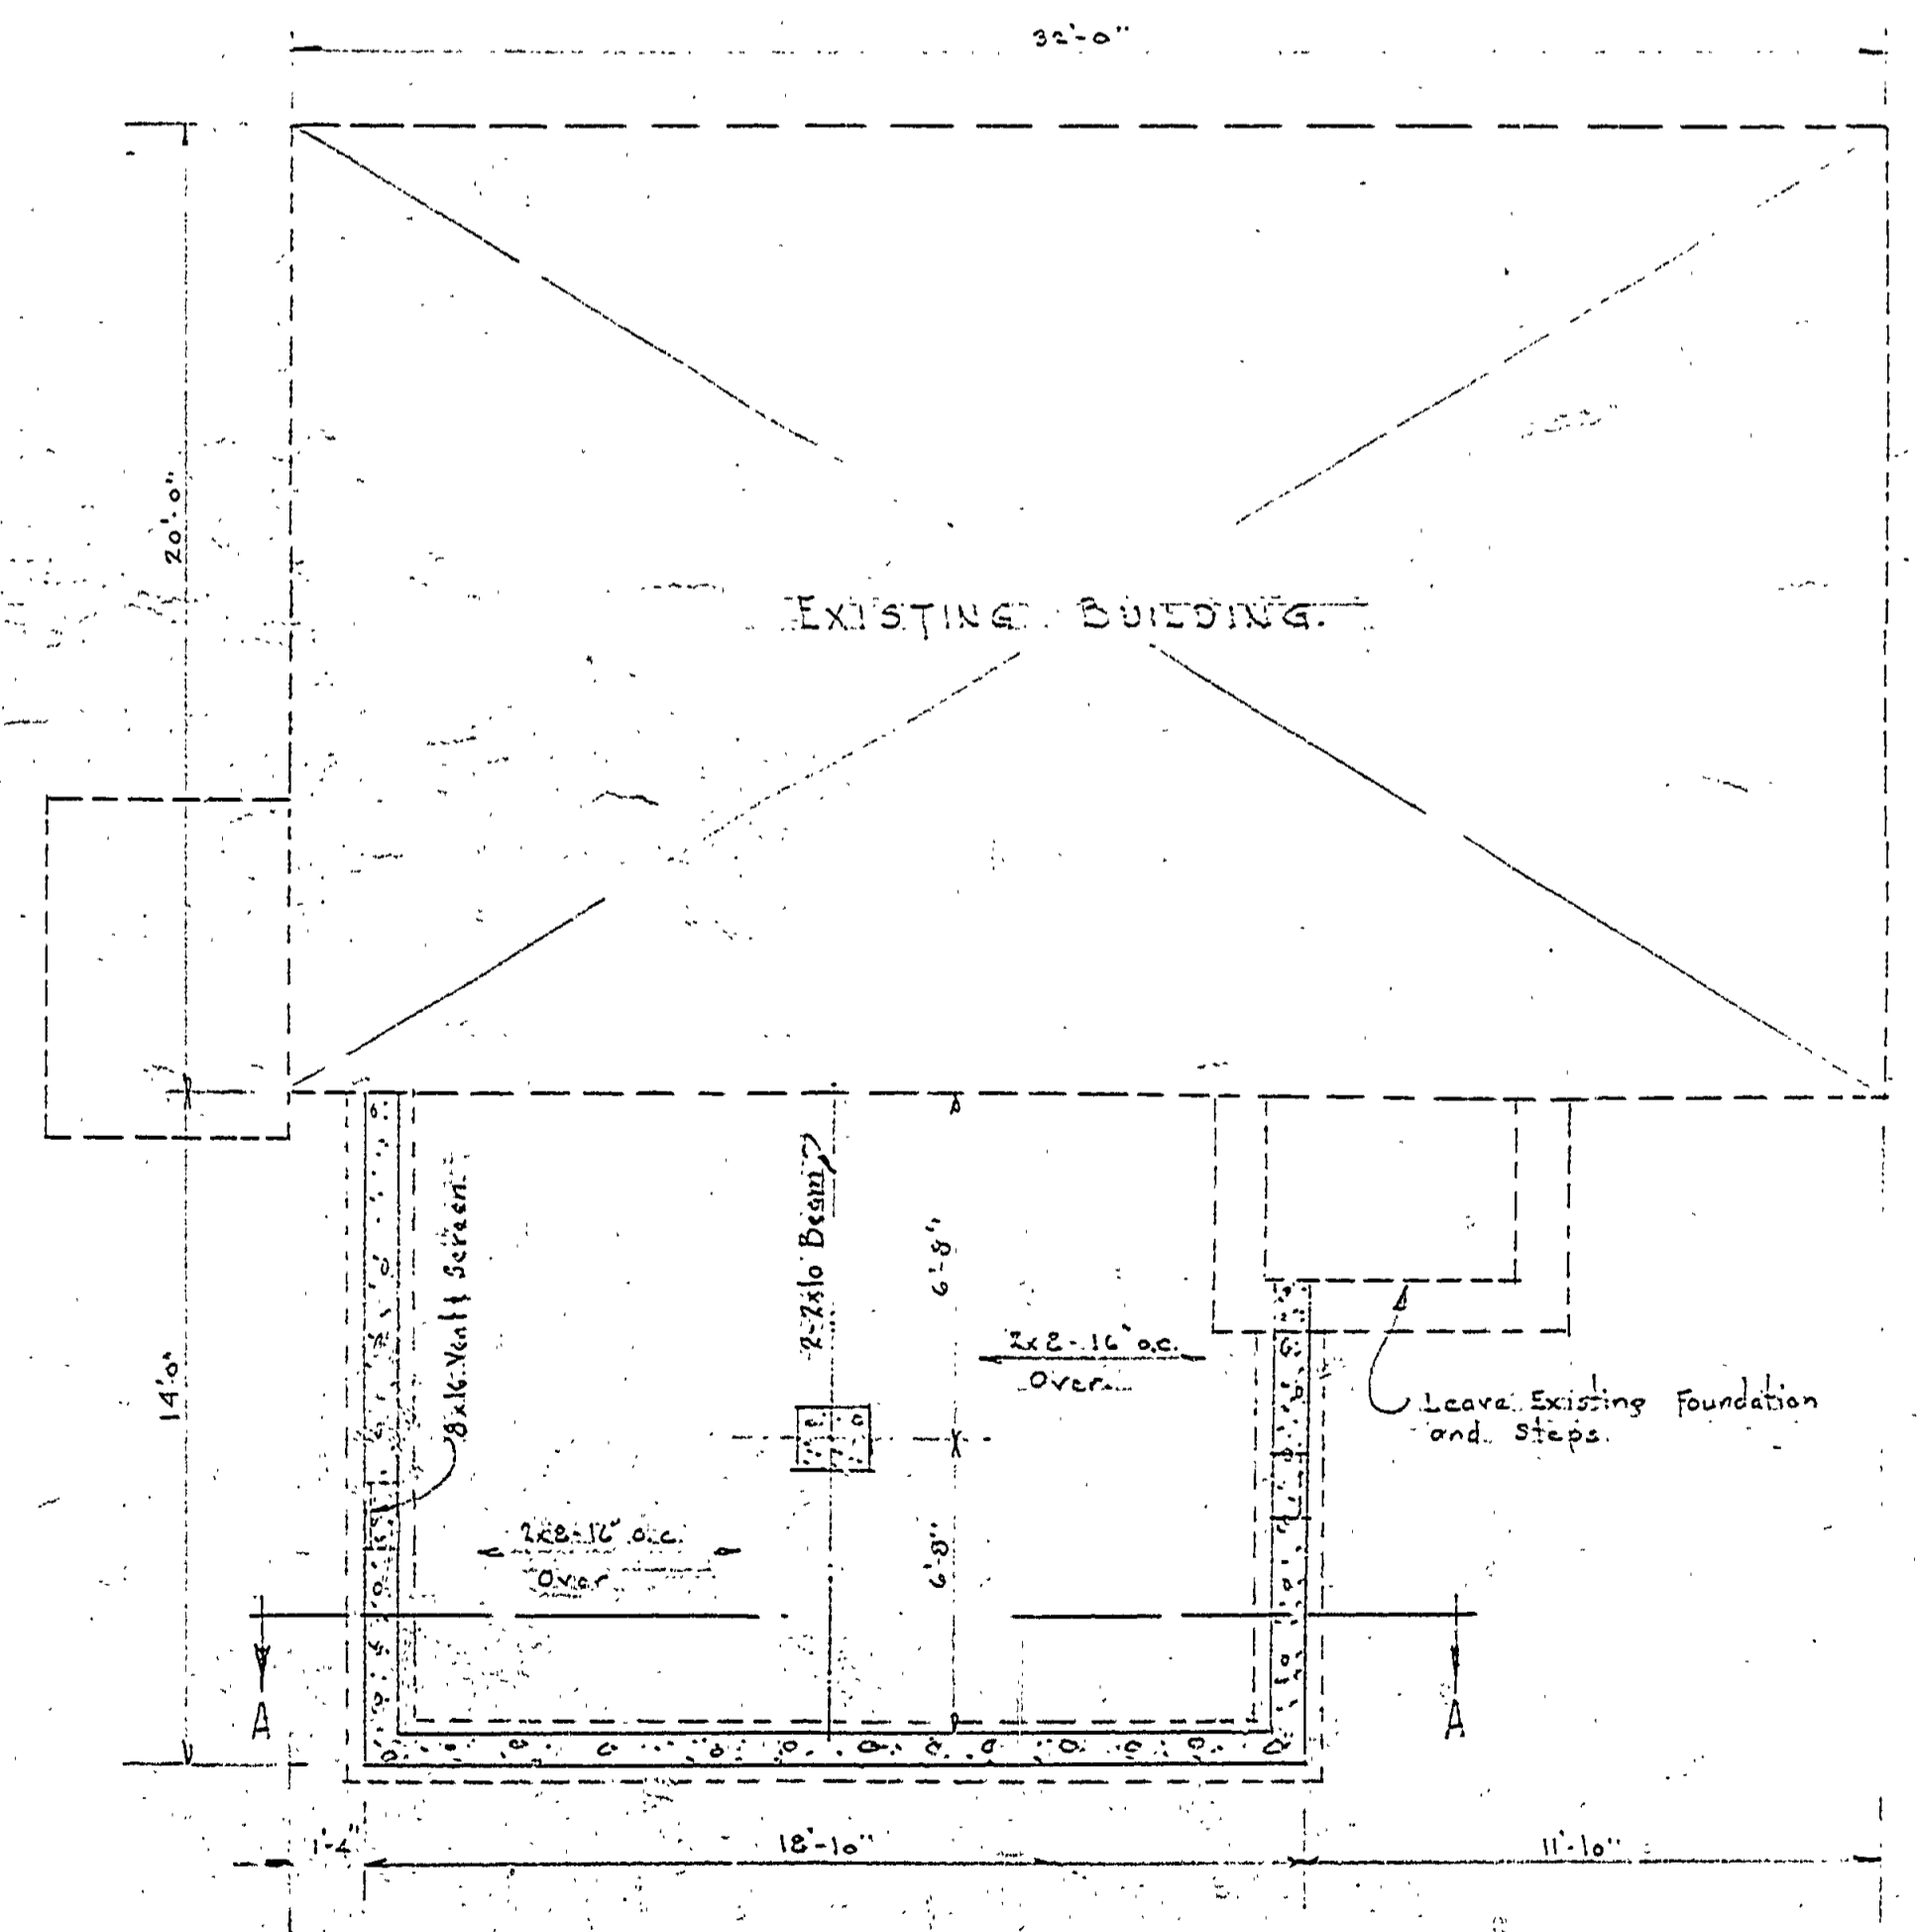 32'-0"
20'-0"
EXISTING BUILDING.
8x16 Vent & Screen
2-2x10 Beam
6'-8"
2x8-16" o.c.
Over
Leave Existing Foundation
and Steps.
14'-0"
2x8-16" o.c.
Over
6'-8"
A
A
1'-4"
18'-10"
11'-10"